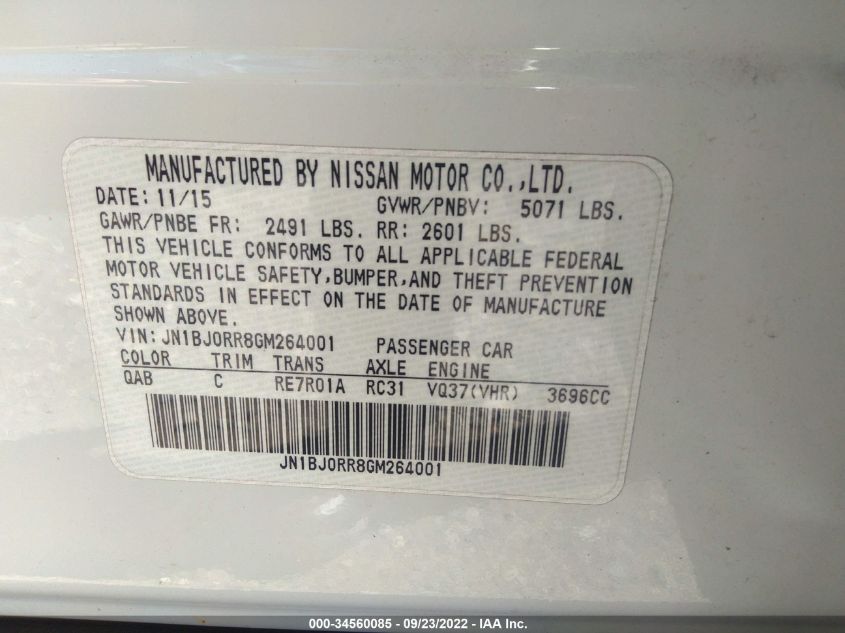 MANUFACTURED BY NISSAN MOTOR CO.,LTD.
DATE: 11/15 GVWR/PNBV: 5071 LBS.
GAWR/PNBE FR: 2491 LBS. RR: 2601 LBS.
THIS VEHICLE CONFORMS TO ALL APPLICABLE FEDERAL
MOTOR VEHICLE SAFETY,BUMPER,AND THEFT PREVENTION
STANDARDS IN EFFECT ON THE DATE OF MANUFACTURE
SHOWN ABOVE.
VIN: JN1BJ0RR8GM264001 PASSENGER CAR
COLOR TRIM TRANS AXLE ENGINE
QAB C RE7R01A RC31 VQ37(VHR) 3696CC
JN1BJ0RR8GM264001
000-34560085 - 09/23/2022 - IAA Inc.